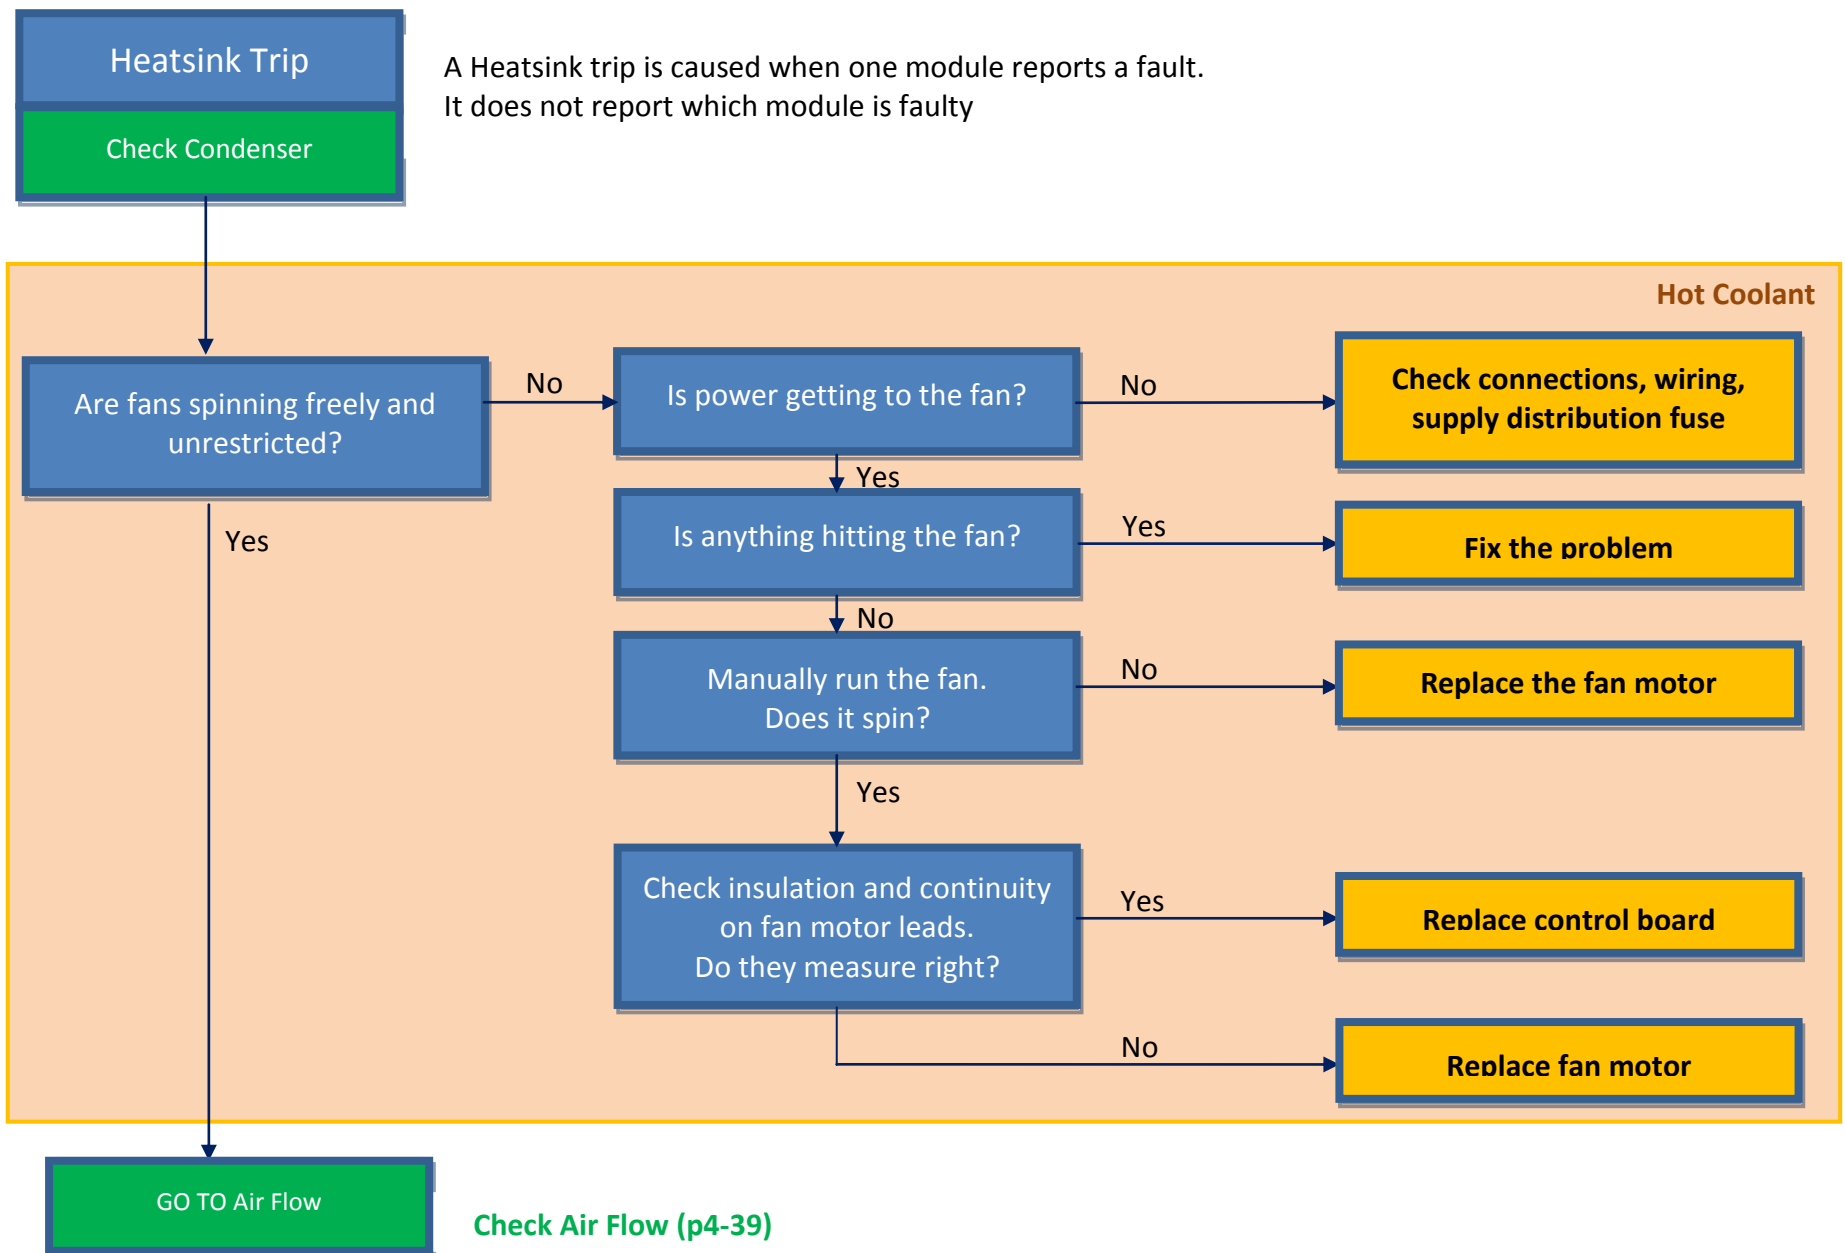 Heatsink Trip
Check Condenser
A Heatsink trip is caused when one module reports a fault.
It does not report which module is faulty
Hot Coolant
Are fans spinning freely and
unrestricted?
No
Is power getting to the fan?
No
Check connections, wiring,
supply distribution fuse
Yes
Yes
Is anything hitting the fan?
Yes
Fix the problem
No
Manually run the fan.
Does it spin?
No
Replace the fan motor
Yes
Check insulation and continuity
on fan motor leads.
Do they measure right?
Yes
Replace control board
No
Replace fan motor
GO TO Air Flow
Check Air Flow (p4-39)